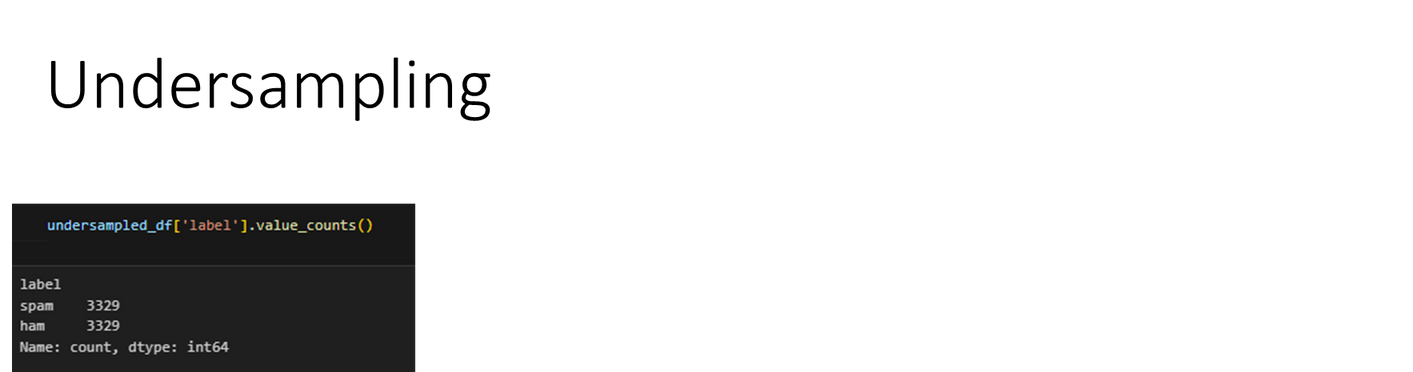 Undersampling
undersampled_df['label'].value_counts()
label
spam    3329
ham     3329
Name: count, dtype: int64